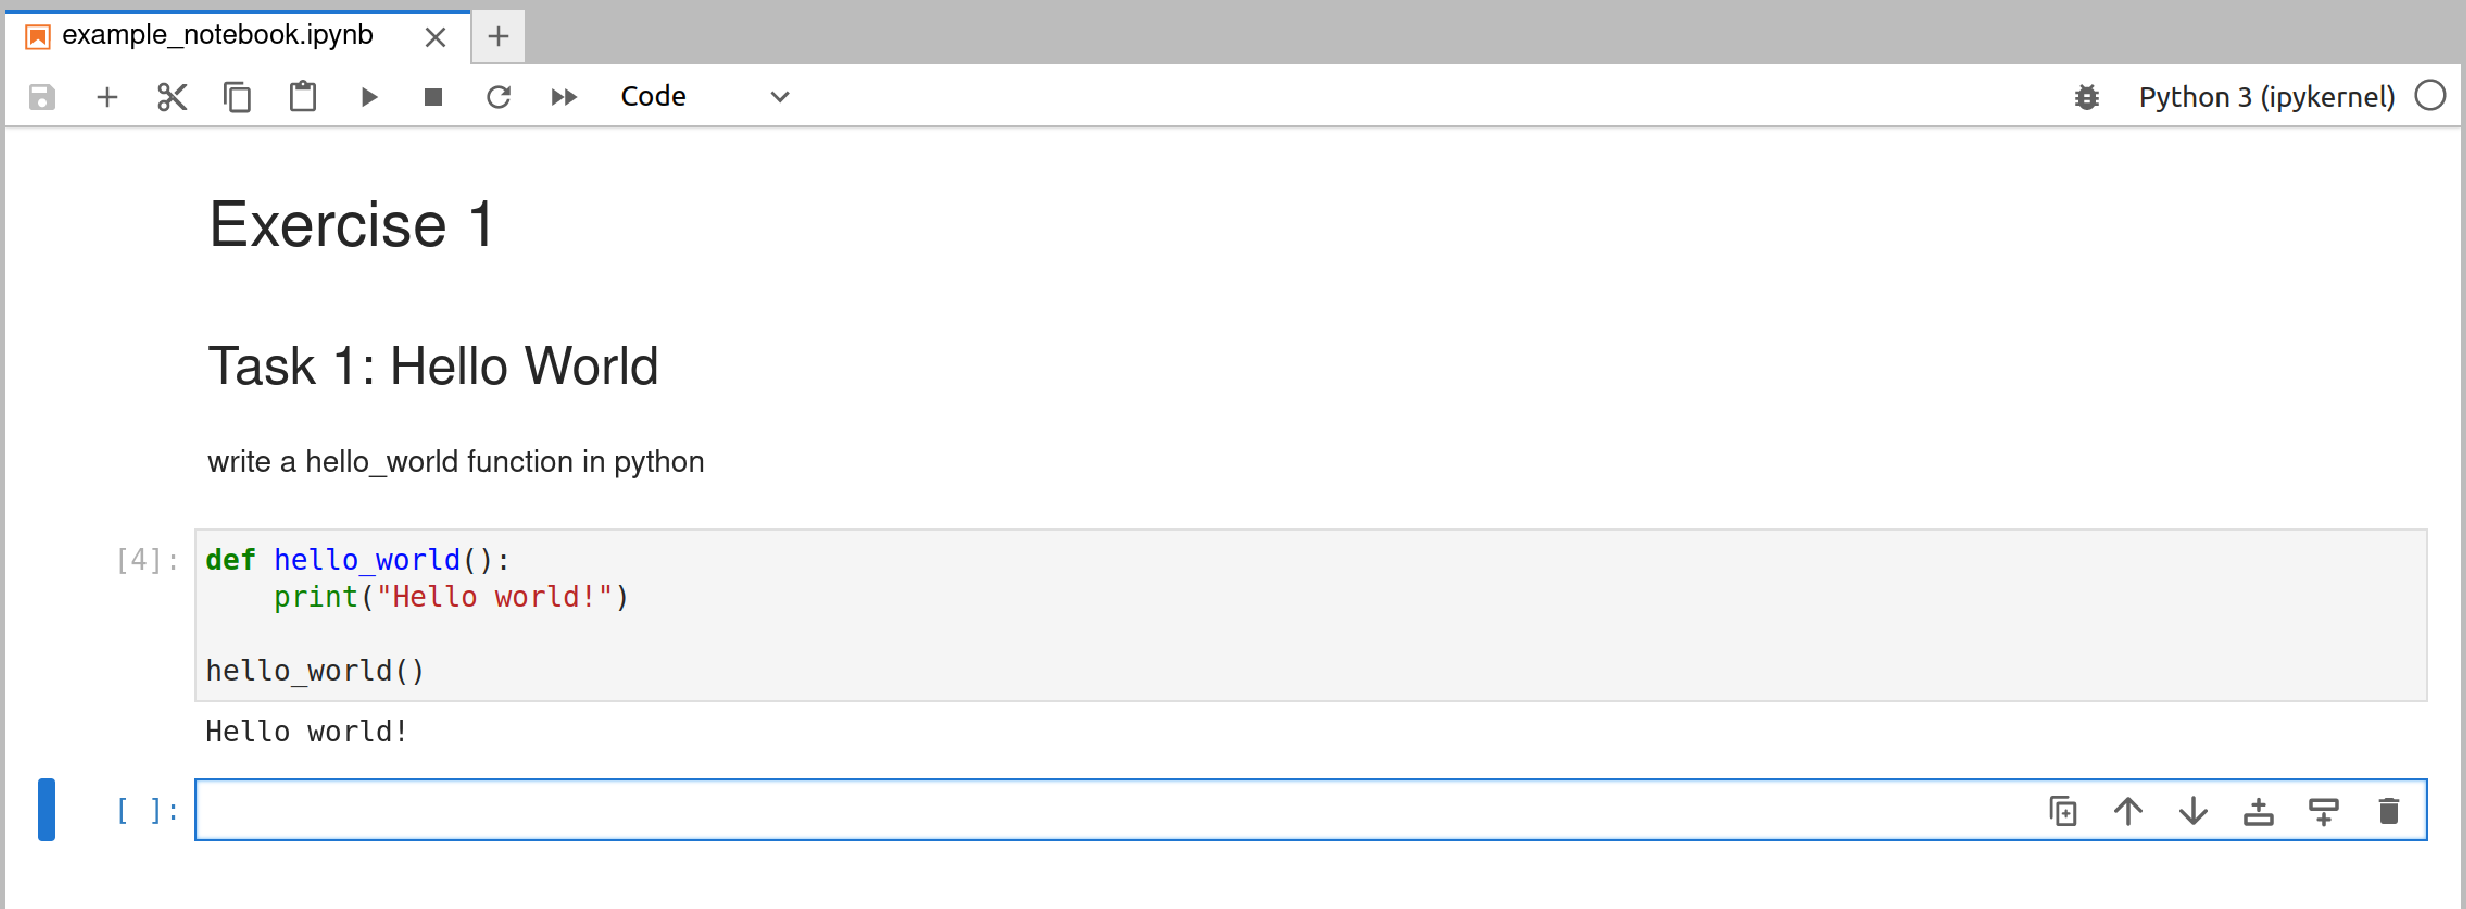 example_notebook.ipynb
Code
Python 3 (ipykernel)
Exercise 1
Task 1: Hello World
write a hello_world function in python
[4]:
def hello_world():
    print("Hello world!")
hello_world()
Hello world!
[ ]: